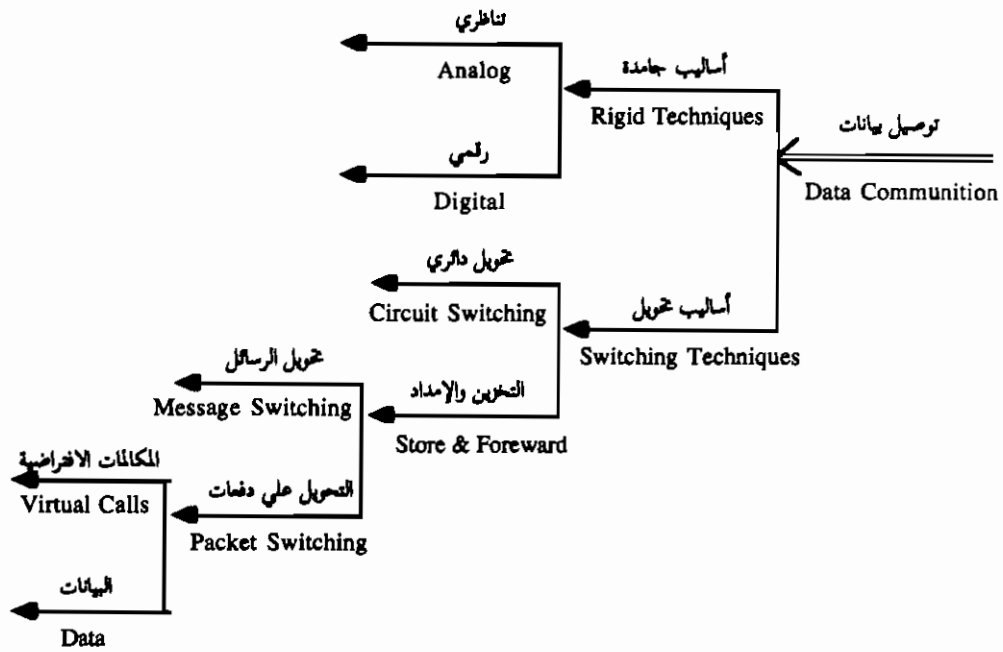 تناظري
Analog
أساليب جامدة
Rigid Techniques
توصيل بيانات
Data Communition
رقمي
Digital
تحويل دائري
Circuit Switching
أساليب تحويل
Switching Techniques
تحويل الرسائل
Message Switching
التخزين والإمداد
Store & Foreward
المكالمات الافتراضية
Virtual Calls
التحويل علي دفعات
Packet Switching
البيانات
Data